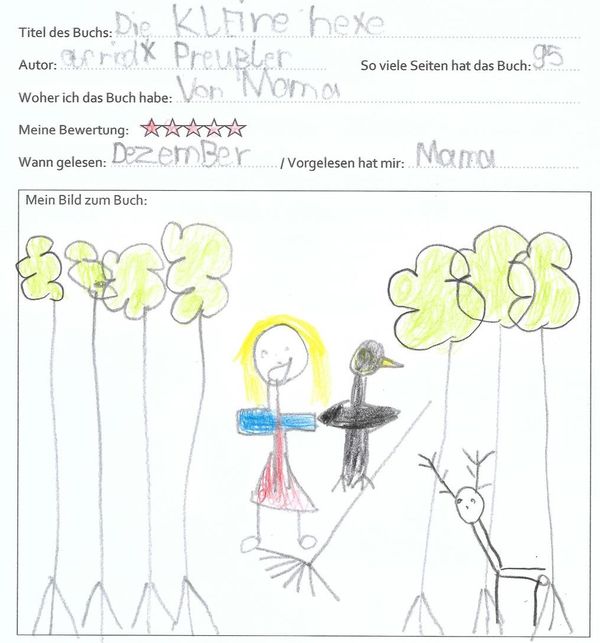 Titel des Buchs: Die KLEine hexe
Autor: Preußler So viele Seiten hat das Buch: 95
Woher ich das Buch habe: Von Mama
Meine Bewertung:
Wann gelesen: DEZEMBER / Vorgelesen hat mir: Mama
Mein Bild zum Buch: